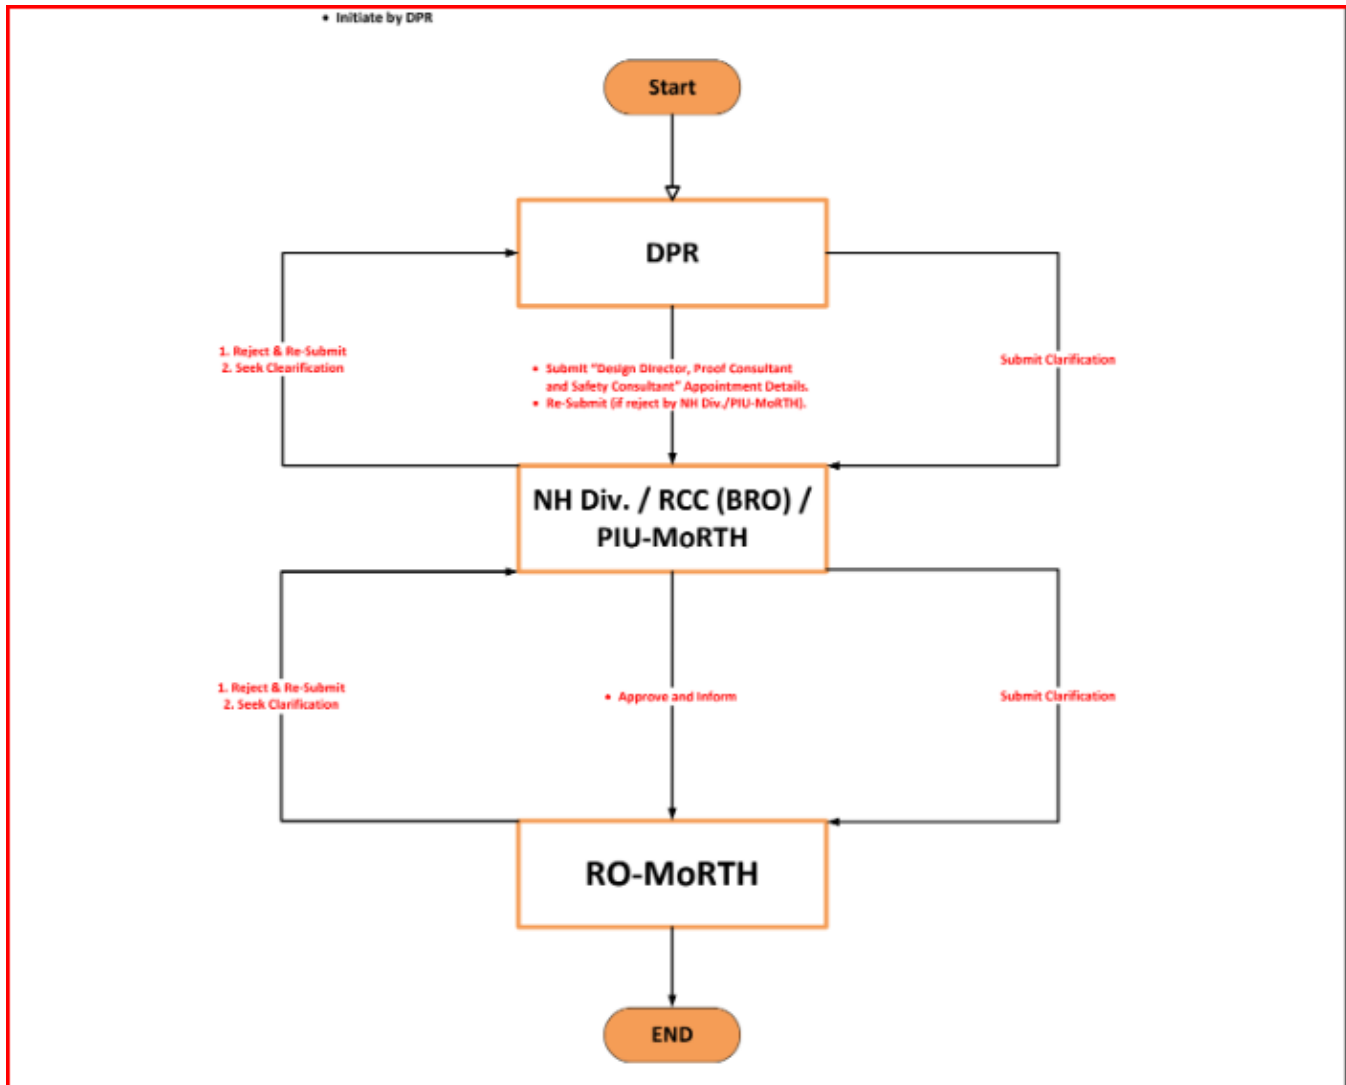 • Initiate by DPR
Start
DPR
1. Reject & Re-Submit
2. Seek Clearification
• Submit "Design Director, Proof Consultant
and Safety Consultant" Appointment Details.
• Re-Submit (if reject by NH Div./PIU-MoRTH).
Submit Clarification
NH Div. / RCC (BRO) /
PIU-MoRTH
1. Reject & Re-Submit
2. Seek Clarification
• Approve and Inform
Submit Clarification
RO-MoRTH
END